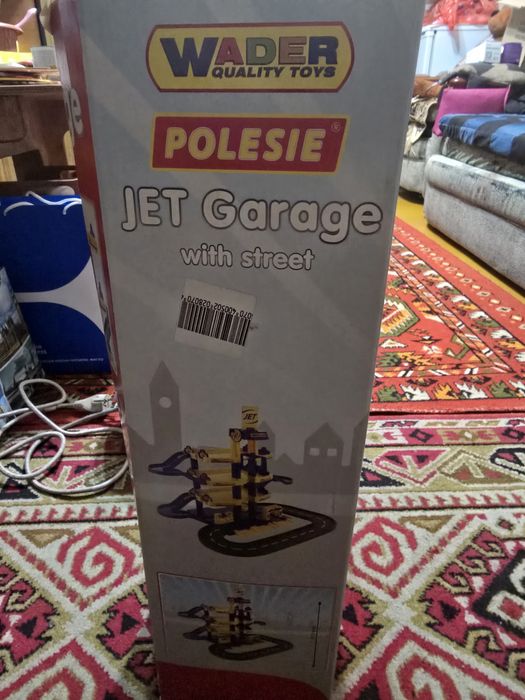 WADER
QUALITY TOYS
POLESIE
JET Garage
with street
JET